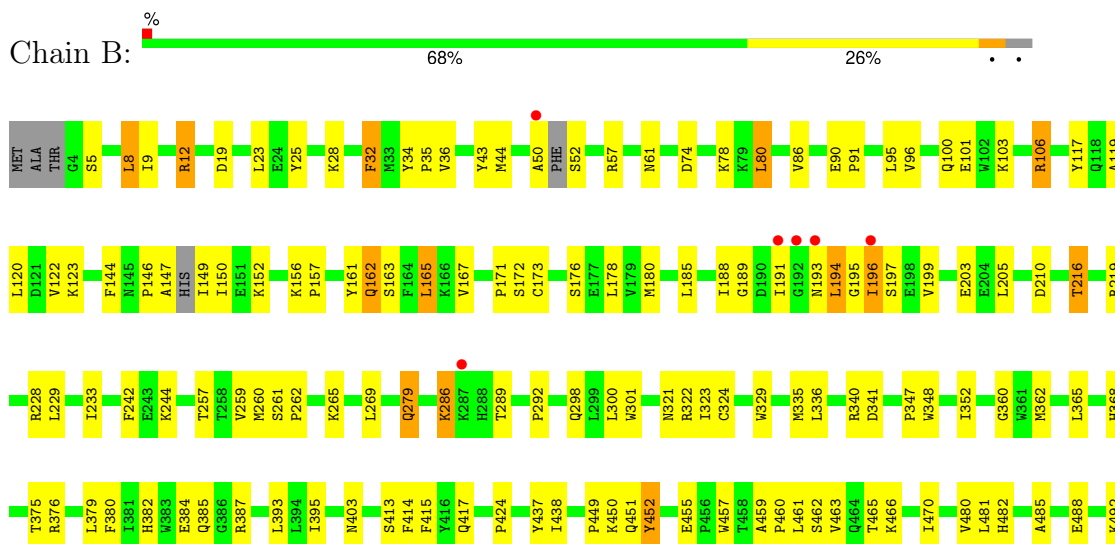 %
Chain B:
68% 26% • •
MET ALA THR G4 S5 L8 I9 R12 D19 L23 E24 Y25 K28 F32 M33 Y34 P35 V36 Y43 M44 A50 PHE S52 R57 N61 D74 K78 K79 L80 V86 E90 P91 L95 V96 Q100 E101 W102 K103 R106 Y117 Q118 A119
L120 D121 V122 K123 F144 N145 P146 A147 HIS I149 I150 E151 K152 K156 P157 Y161 Q162 S163 F164 L165 K166 V167 P171 S172 C173 S176 E177 L178 V179 M180 L185 I188 G189 D190 I191 G192 N193 L194 G195 I196 S197 E198 V199 E203 E204 L205 D210 T216
R228 L229 I233 F242 E243 K244 T257 T258 V259 M260 S261 P262 K265 L269 Q279 K286 K287 H288 T289 P292 Q298 L299 L300 W301 N321 R322 I323 C324 W329 M335 L336 R340 D341 P347 W348 I352 G360 W361 M362 L365 H368
T375 R376 L379 F380 I381 H382 W383 E384 Q385 G386 R387 L393 L394 I395 N403 S413 F414 F415 Y416 Q417 P424 Y437 I438 P449 K450 Q451 Y452 E455 P456 W457 T458 A459 P460 L461 S462 V463 Q464 T465 K466 I470 V480 L481 H482 A485 E488